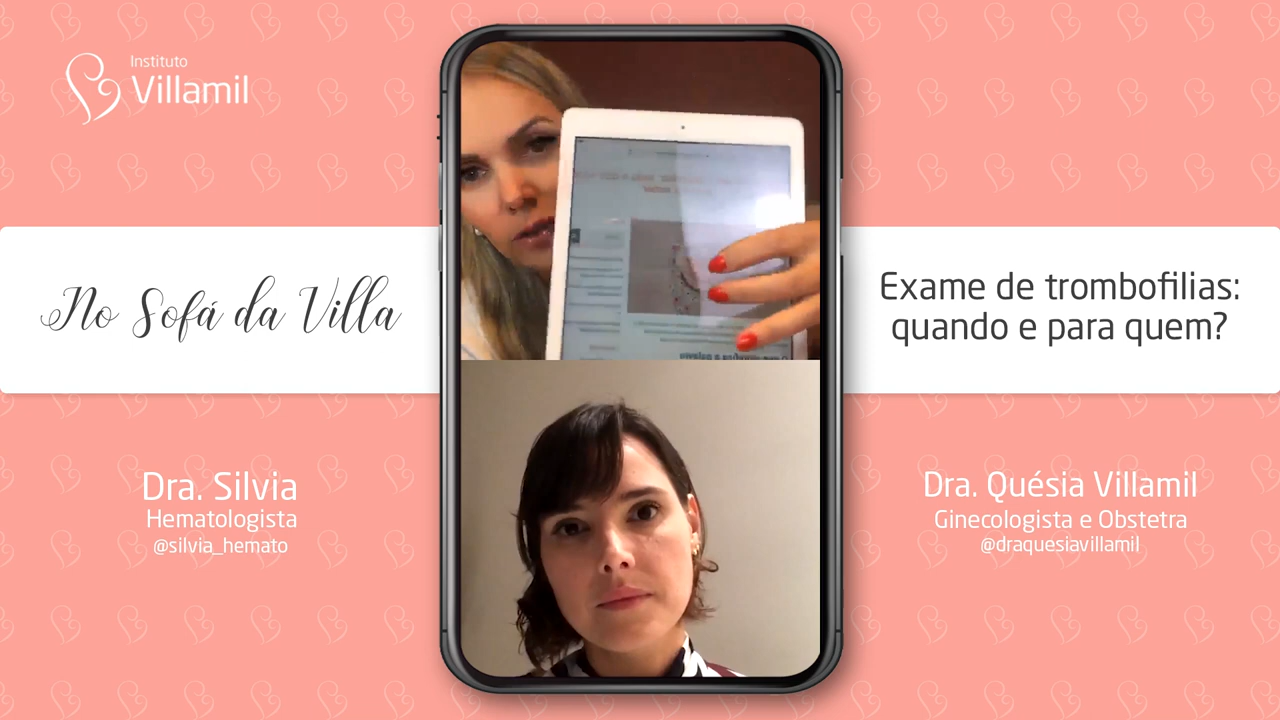 Instituto
Villamil
No Sofá da Villa
Exame de trombofilias:
quando e para quem?
Dra. Silvia
Hematologista
@silvia_hemato
Dra. Quésia Villamil
Ginecologista e Obstetra
@draquesiavillamil